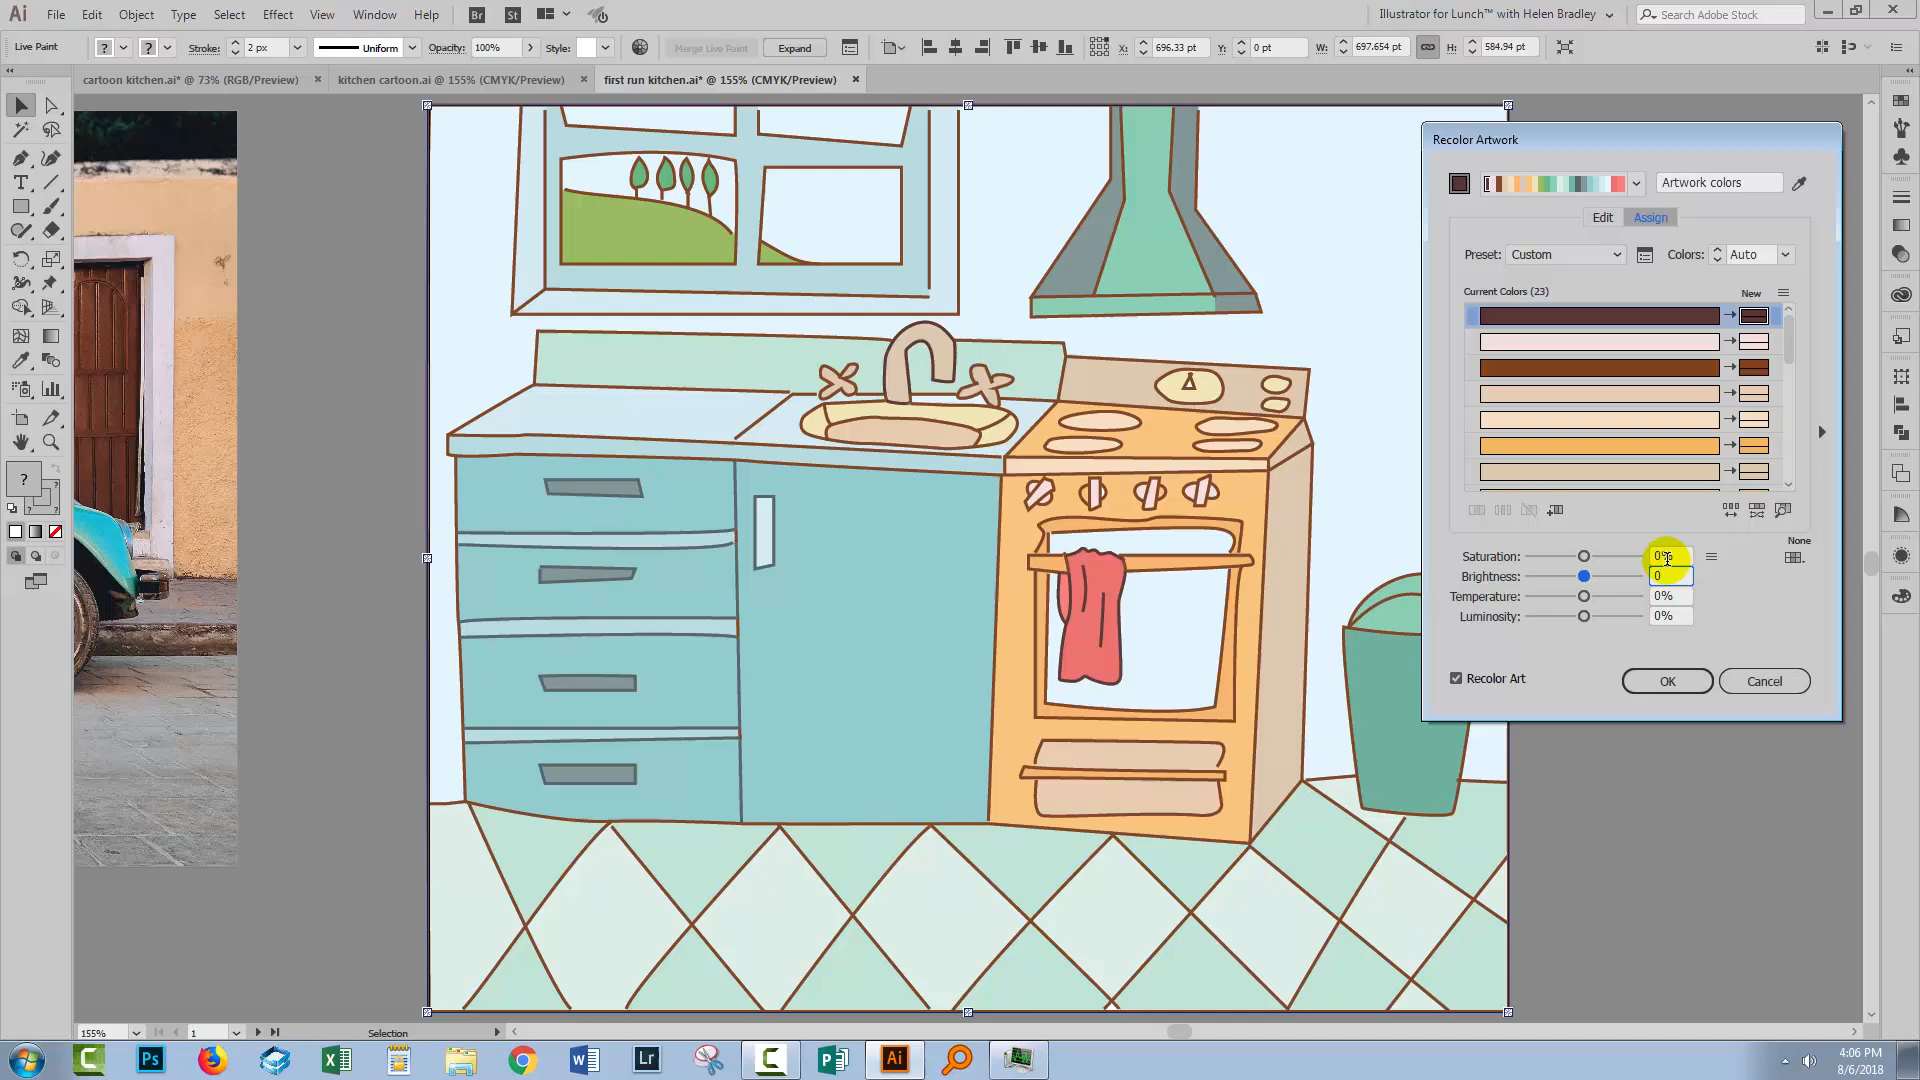 Ai File Edit Object Type Select Effect View Window Help Br St Illustrator for Lunch™ with Helen Bradley Search Adobe Stock
Live Paint ? ? Stroke: 2 px Uniform Opacity: 100% Style: Merge Live Paint Expand X: 696.33 pt Y: 0 pt W: 697.654 pt H: 584.94 pt
cartoon kitchen.ai* @ 73% (RGB/Preview) × kitchen cartoon.ai @ 155% (CMYK/Preview) × first run kitchen.ai* @ 155% (CMYK/Preview) ×
Recolor Artwork
Artwork colors
Edit Assign
Preset: Custom Colors: Auto
Current Colors (23) New
None
Saturation: 0%
Brightness: 0
Temperature: 0%
Luminosity: 0%
Recolor Art OK Cancel
?
?
155% 1 Selection
Ps W Lr Ai
4:06 PM
8/6/2018